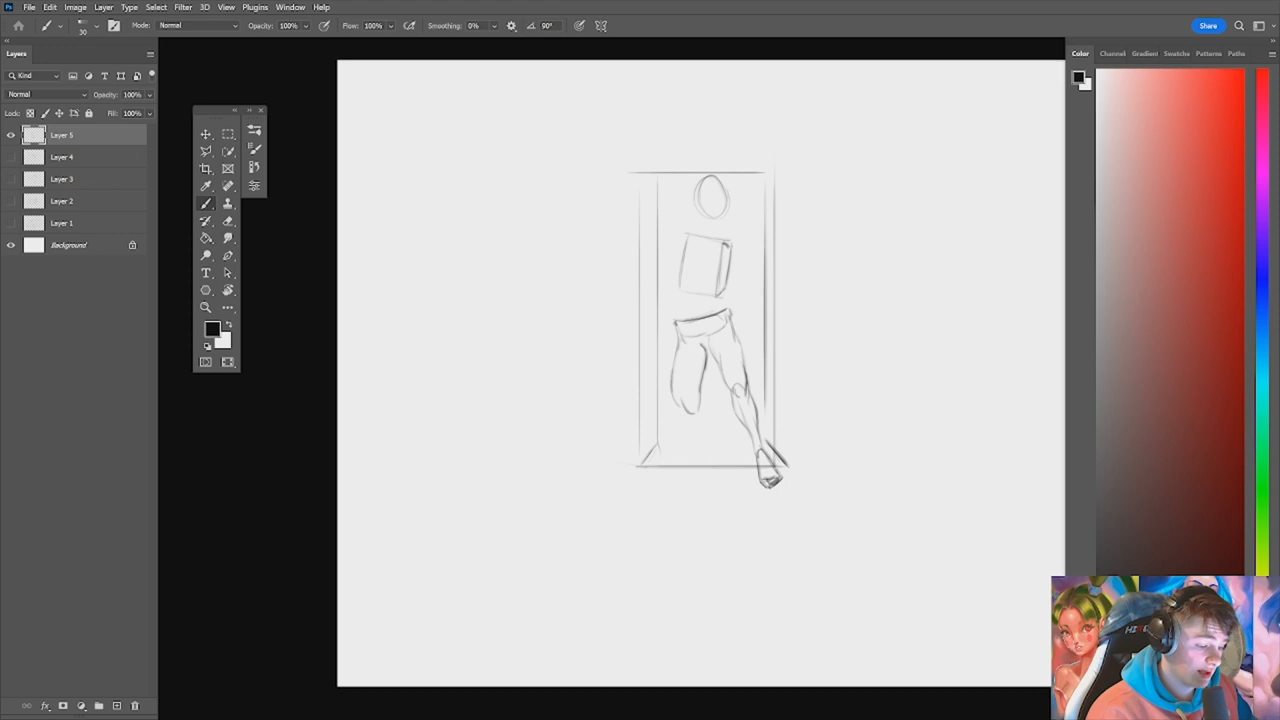 File Edit Image Layer Type Select Filter 3D View Plugins Window Help
30 Mode: Normal Opacity: 100% Flow: 100% Smoothing: 0% 90° Share
Layers
Kind
Normal Opacity: 100%
Lock: Fill: 100%
Layer 5
Layer 4
Layer 3
Layer 2
Layer 1
Background
Color Channel Gradient Swatche Patterns Paths